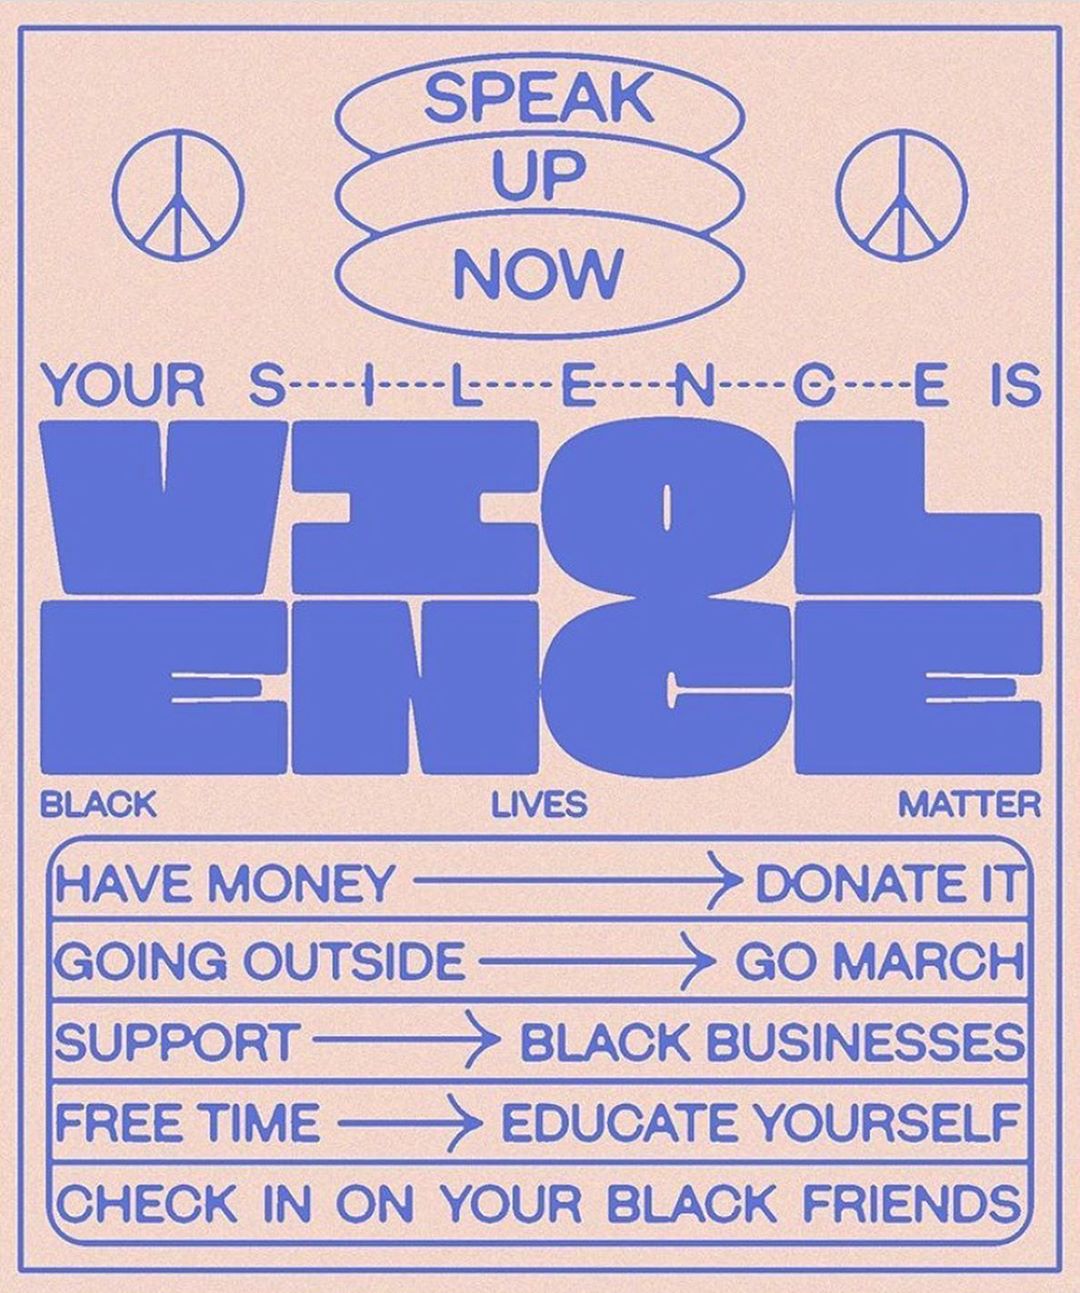 SPEAK
UP
NOW
YOUR S----I----L----E----N----C----E IS
VIOL
ENCE
BLACK LIVES MATTER
HAVE MONEY → DONATE IT
GOING OUTSIDE → GO MARCH
SUPPORT → BLACK BUSINESSES
FREE TIME → EDUCATE YOURSELF
CHECK IN ON YOUR BLACK FRIENDS